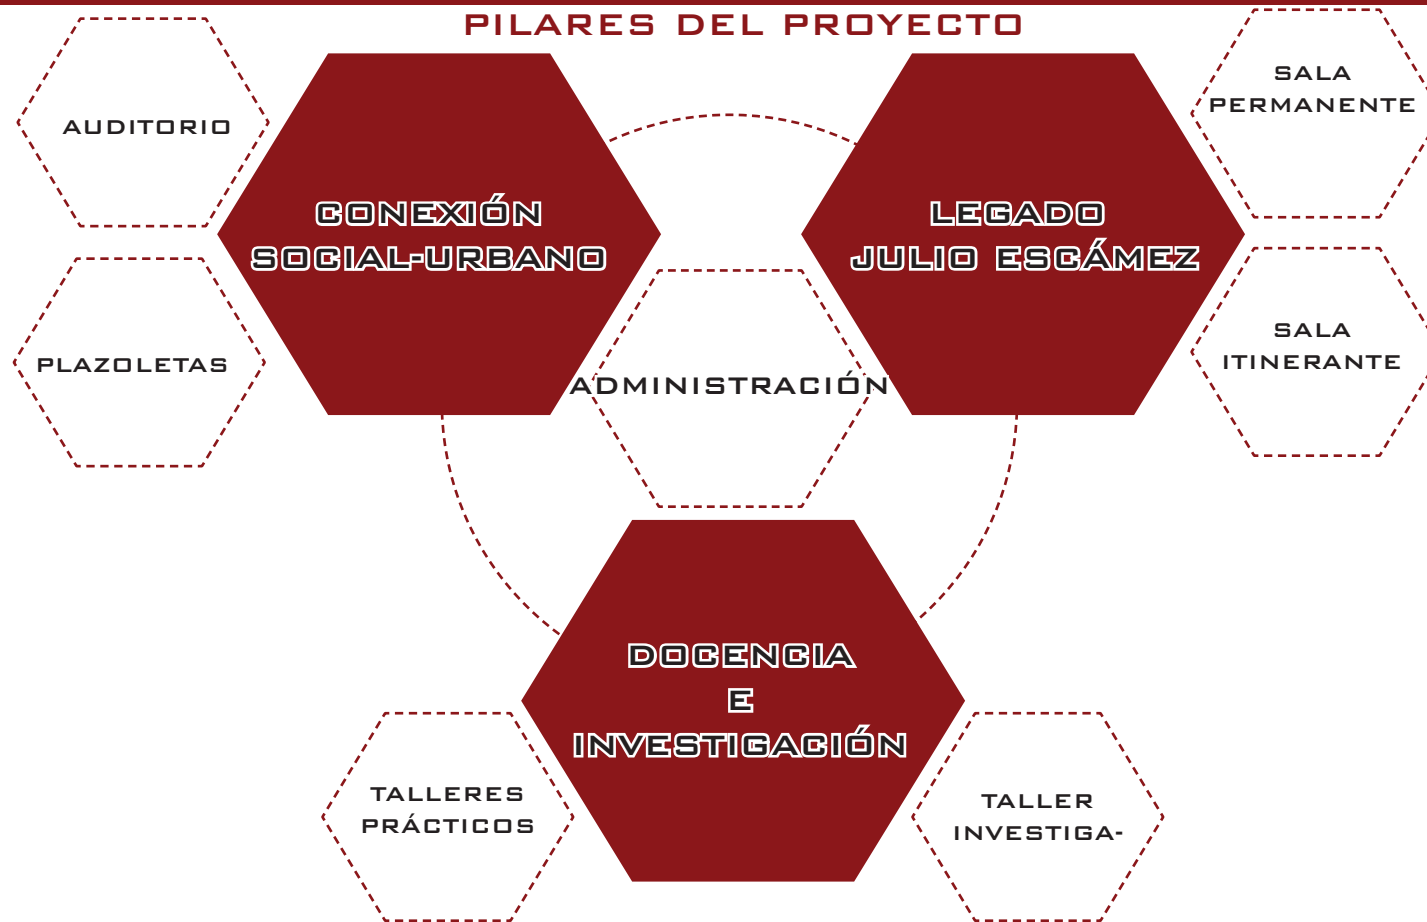 PILARES DEL PROYECTO
AUDITORIO
PLAZOLETAS
CONEXIÓN
SOCIAL-URBANO
LEGADO
JULIO ESCÁMEZ
SALA
PERMANENTE
SALA
ITINERANTE
ADMINISTRACIÓN
DOCENCIA
E
INVESTIGACIÓN
TALLERES
PRÁCTICOS
TALLER
INVESTIGA-